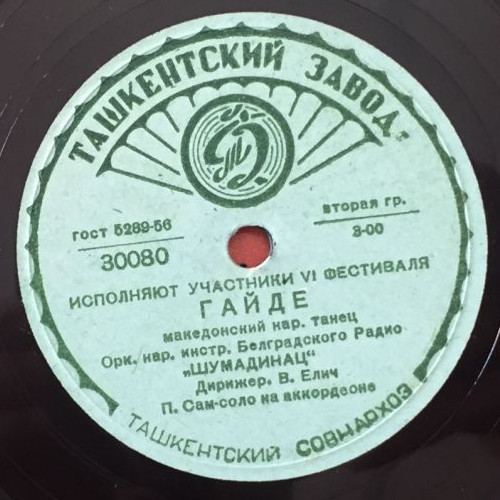 ТАШКЕНТСКИЙ ЗАВОД
гост 5289-56
вторая гр.
30080
3-00
ИСПОЛНЯЮТ УЧАСТНИКИ VI ФЕСТИВАЛЯ
ГАЙДЕ
македонский нар. танец
Орк. нар. инстр. Белградского Радио
„ШУМАДИНАЦ“
Дирижер. В. Елич
П. Сам-соло на аккордеоне
ТАШКЕНТСКИЙ СОВНАРХОЗ